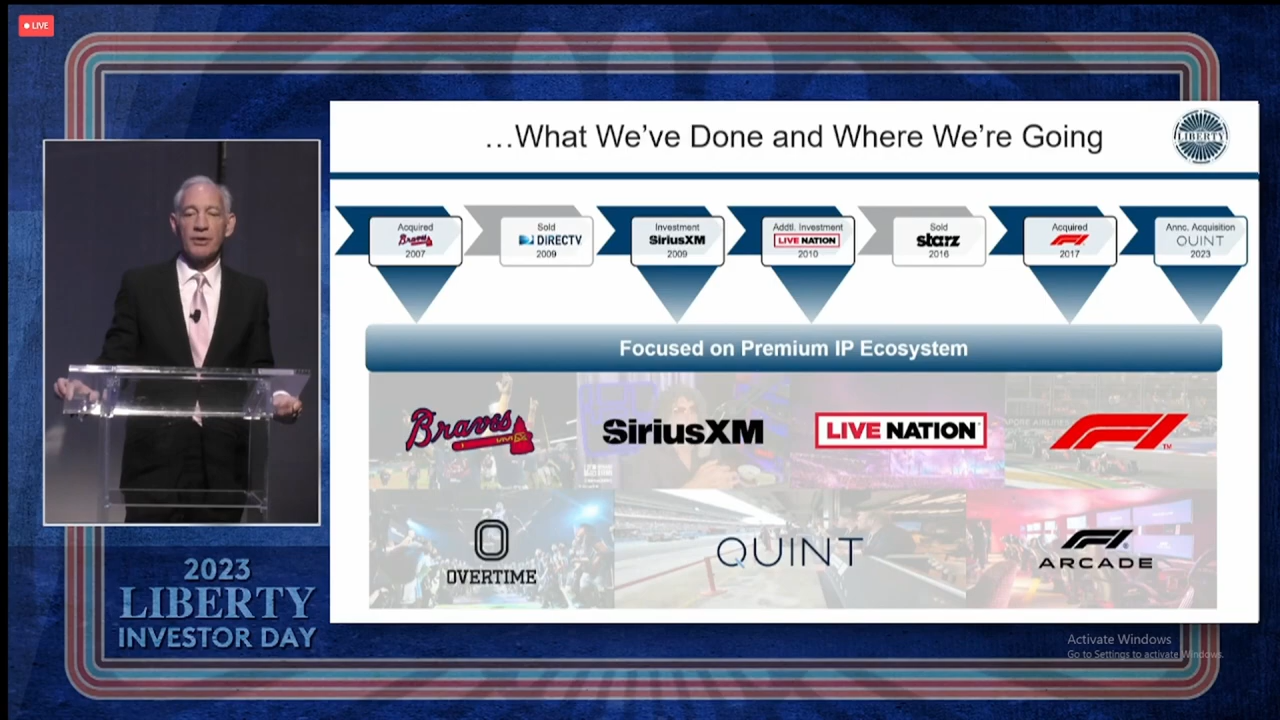 LIVE
…What We've Done and Where We're Going
LIBERTY
Acquired
Braves
2007
Sold
DIRECTV
2009
Investment
SiriusXM
2009
Addtl. Investment
LIVE NATION
2010
Sold
starz
2016
Acquired
F1
2017
Annc. Acquisition
QUINT
2023
Focused on Premium IP Ecosystem
Braves
SiriusXM
LIVE NATION
F1
TM
OVERTIME
QUINT
F1
ARCADE
2023
LIBERTY
INVESTOR DAY
Activate Windows
Go to Settings to activate Windows.